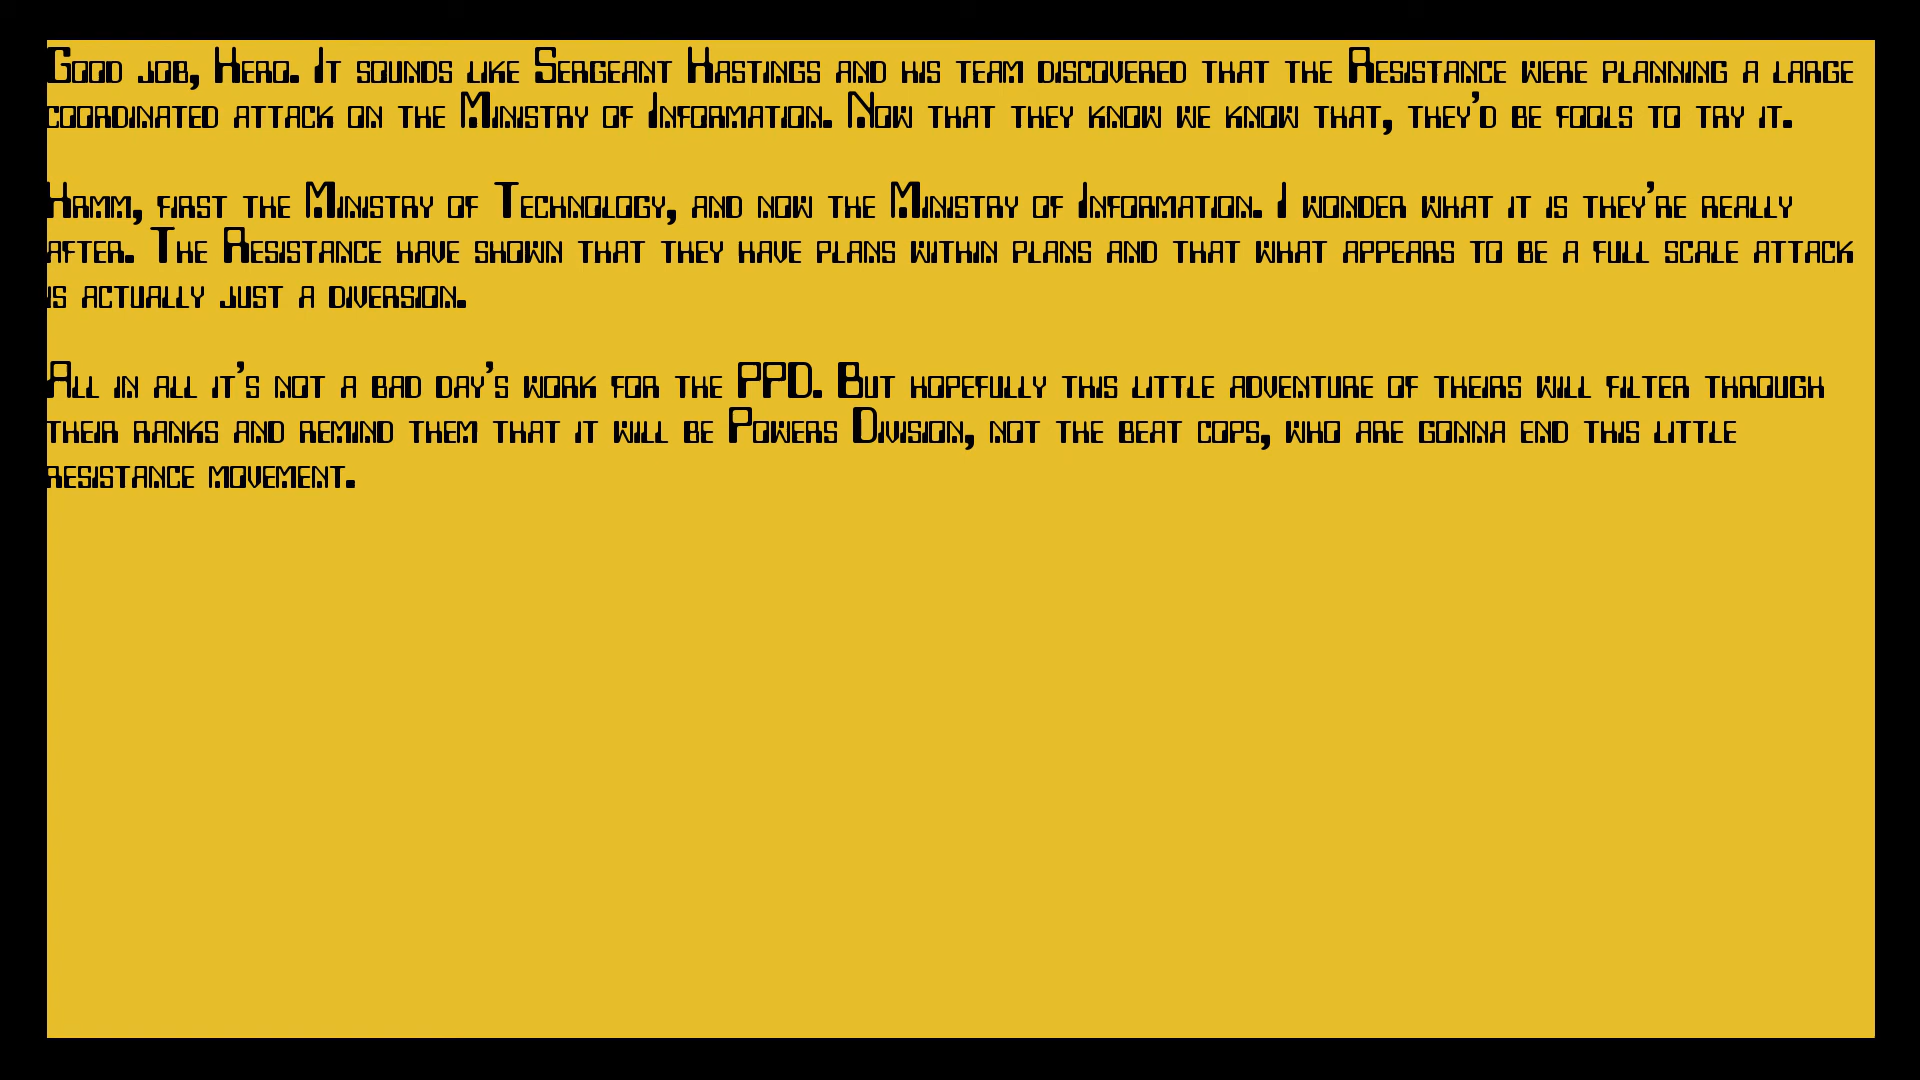 Good job, Hero. It sounds like Sergeant Hastings and his team discovered that the Resistance were planning a large
coordinated attack on the Ministry of Information. Now that they know we know that, they'd be fools to try it.
Hrmm, first the Ministry of Technology, and now the Ministry of Information. I wonder what it is they're really
after. The Resistance have shown that they have plans within plans and that what appears to be a full scale attack
is actually just a diversion.
All in all it's not a bad day's work for the PPD. But hopefully this little adventure of theirs will filter through
their ranks and remind them that it will be Powers Division, not the beat cops, who are gonna end this little
resistance movement.